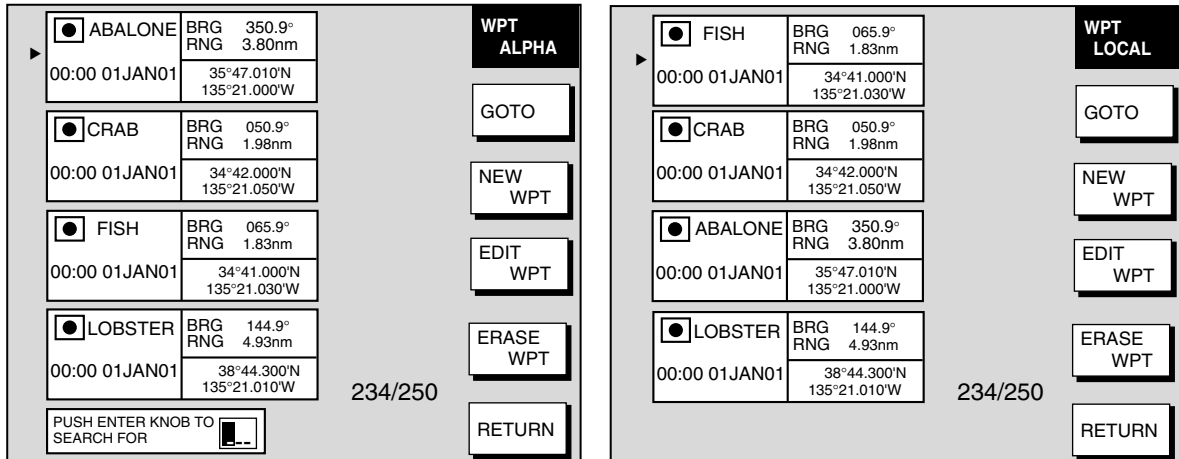 ABALONE BRG 350.9°
RNG 3.80nm
00:00 01JAN01 35°47.010'N
135°21.000'W
CRAB BRG 050.9°
RNG 1.98nm
00:00 01JAN01 34°42.000'N
135°21.050'W
FISH BRG 065.9°
RNG 1.83nm
00:00 01JAN01 34°41.000'N
135°21.030'W
LOBSTER BRG 144.9°
RNG 4.93nm
00:00 01JAN01 38°44.300'N
135°21.010'W
234/250
PUSH ENTER KNOB TO
SEARCH FOR
WPT
ALPHA
GOTO
NEW
WPT
EDIT
WPT
ERASE
WPT
RETURN
FISH BRG 065.9°
RNG 1.83nm
00:00 01JAN01 34°41.000'N
135°21.030'W
CRAB BRG 050.9°
RNG 1.98nm
00:00 01JAN01 34°42.000'N
135°21.050'W
ABALONE BRG 350.9°
RNG 3.80nm
00:00 01JAN01 35°47.010'N
135°21.000'W
LOBSTER BRG 144.9°
RNG 4.93nm
00:00 01JAN01 38°44.300'N
135°21.010'W
234/250
WPT
LOCAL
GOTO
NEW
WPT
EDIT
WPT
ERASE
WPT
RETURN